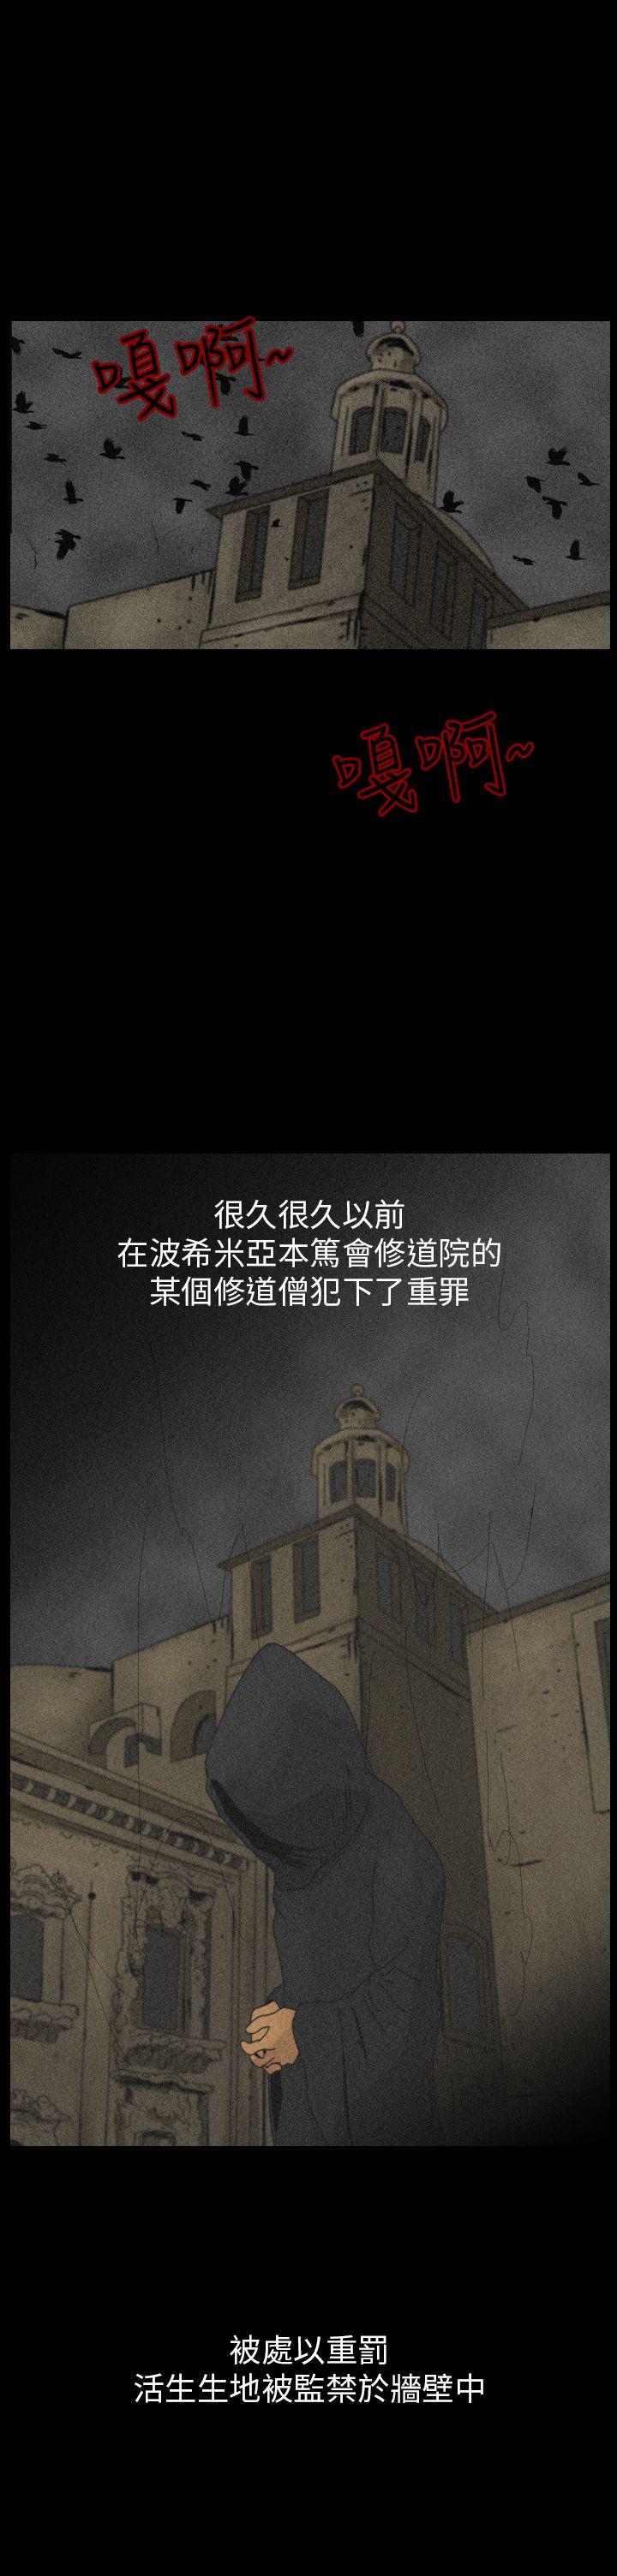 嘎啊~
嘎啊~
很久很久以前
在波希米亞本篤會修道院的
某個修道僧犯下了重罪
被處以重罰
活生生地被監禁於牆壁中